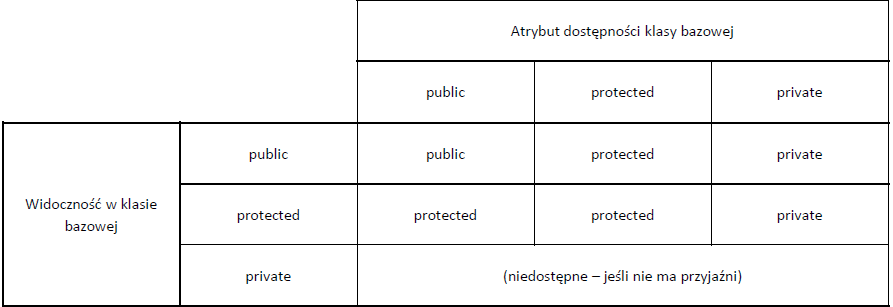 Atrybut dostępności klasy bazowej
public protected private
public public protected private
Widoczność w klasie
bazowej
protected protected protected private
private (niedostępne – jeśli nie ma przyjaźni)